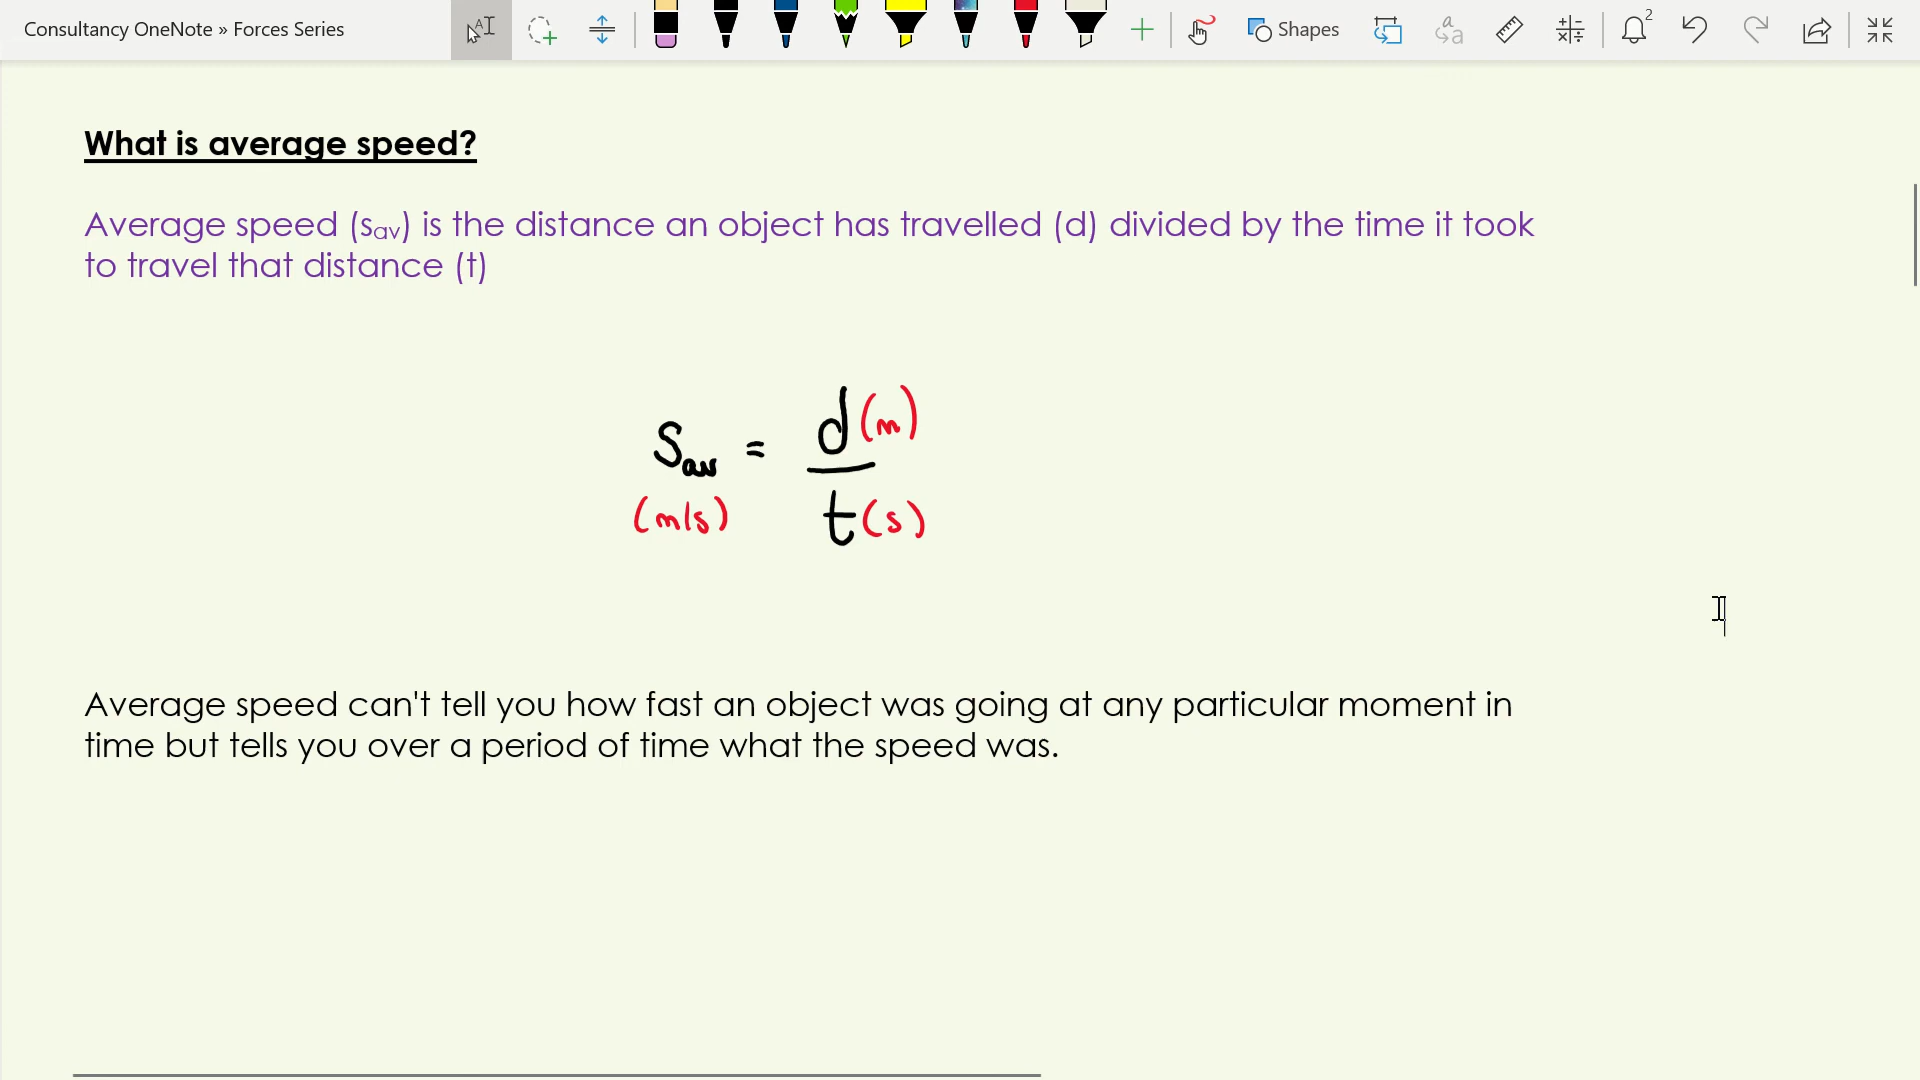 Consultancy OneNote » Forces Series
Shapes
2
What is average speed?
Average speed (sav) is the distance an object has travelled (d) divided by the time it took
to travel that distance (t)
Sav = d (m)
(m/s) t (s)
Average speed can't tell you how fast an object was going at any particular moment in
time but tells you over a period of time what the speed was.